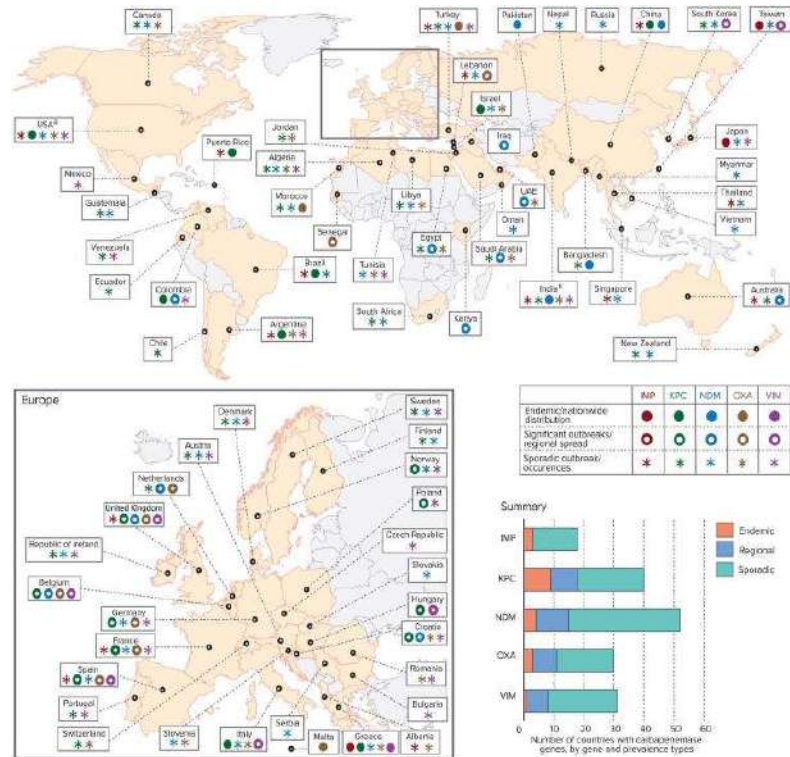 Canada
Turkey
Pakistan
Nepal
Russia
China
South Korea
Taiwan
Lebanon
Israel
USA
Puerto Rico
Jordan
Iraq
Japan
Algeria
Mexico
Myanmar
Guatemala
Morocco
Libya
UAE
Thailand
Oman
Vietnam
Senegal
Egypt
Saudi Arabia
Venezuela
Bangladesh
Ecuador
Brazil
Tunisia
Colombia
India
Singapore
Australia
South Africa
Kenya
Argentina
Chile
New Zealand
Europe
Denmark
Sweden
Austria
Finland
Netherlands
Norway
United Kingdom
Poland
Republic of Ireland
Czech Republic
Slovakia
Belgium
Hungary
Germany
Croatia
France
Romania
Spain
Bulgaria
Portugal
Switzerland
Slovenia
Italy
Serbia
Malta
Greece
Albania
KPC NDM OXA VIM
Endemic/nationwide
distribution
Significant outbreaks/
regional spread
Sporadic outbreak/
occurences
Summary
Endemic
Regional
Sporadic
KPC
NDM
OXA
VIM
0 10 20 30 40 50 60
Number of countries with carbapenemase
genes, by gene and prevalence types